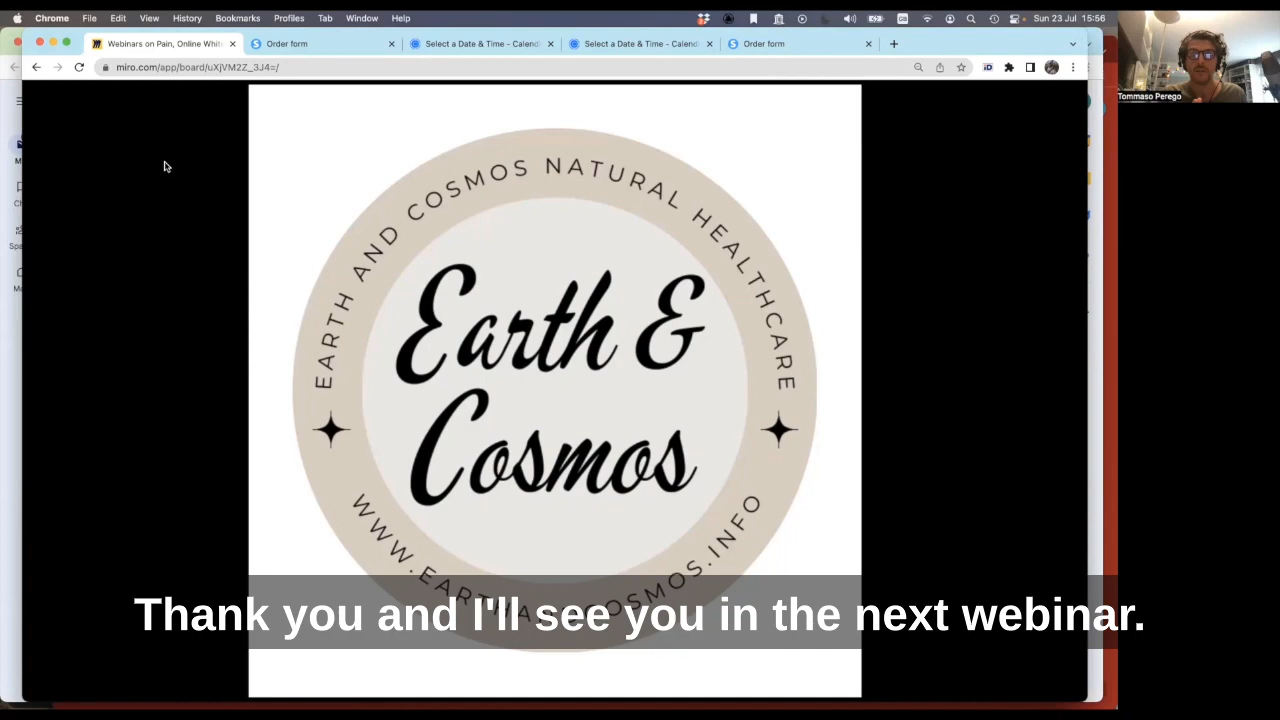 Chrome File Edit View History Bookmarks Profiles Tab Window Help Sun 23 Jul 15:56
Webinars on Pain, Online Whit Order form Select a Date & Time - Calend Select a Date & Time - Calend Order form
miro.com/app/board/uXjVM2Z_3J4=/
Tommaso Perego
EARTH AND COSMOS NATURAL HEALTHCARE
Earth &
Cosmos
WWW.EARTHANDCOSMOS.INFO
Thank you and I'll see you in the next webinar.